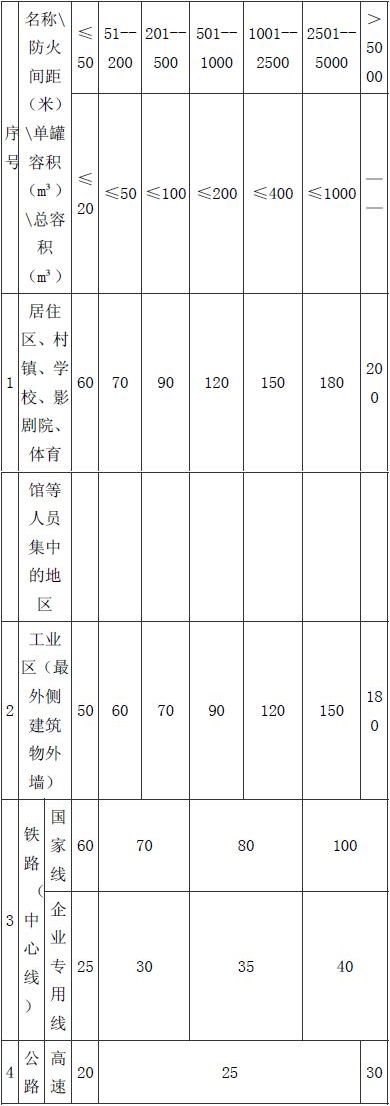 序号
名称\
防火
间距
（米）
\单罐
容积
（m³）
\总容
积
（m³）
≤50
51--200
201--500
501--1000
1001--2500
2501--5000
＞5000
≤20
≤50
≤100
≤200
≤400
≤1000
——
1
居住
区、村
镇、学
校、影
剧院、
体育
60
70
90
120
150
180
200
馆等
人员
集中
的地
区
2
工业
区（最
外侧
建筑
物外
墙）
50
60
70
90
120
150
180
3
铁路（中心线）
国家线
60
70
80
100
企业专用线
25
30
35
40
4
公路
高速
20
25
30